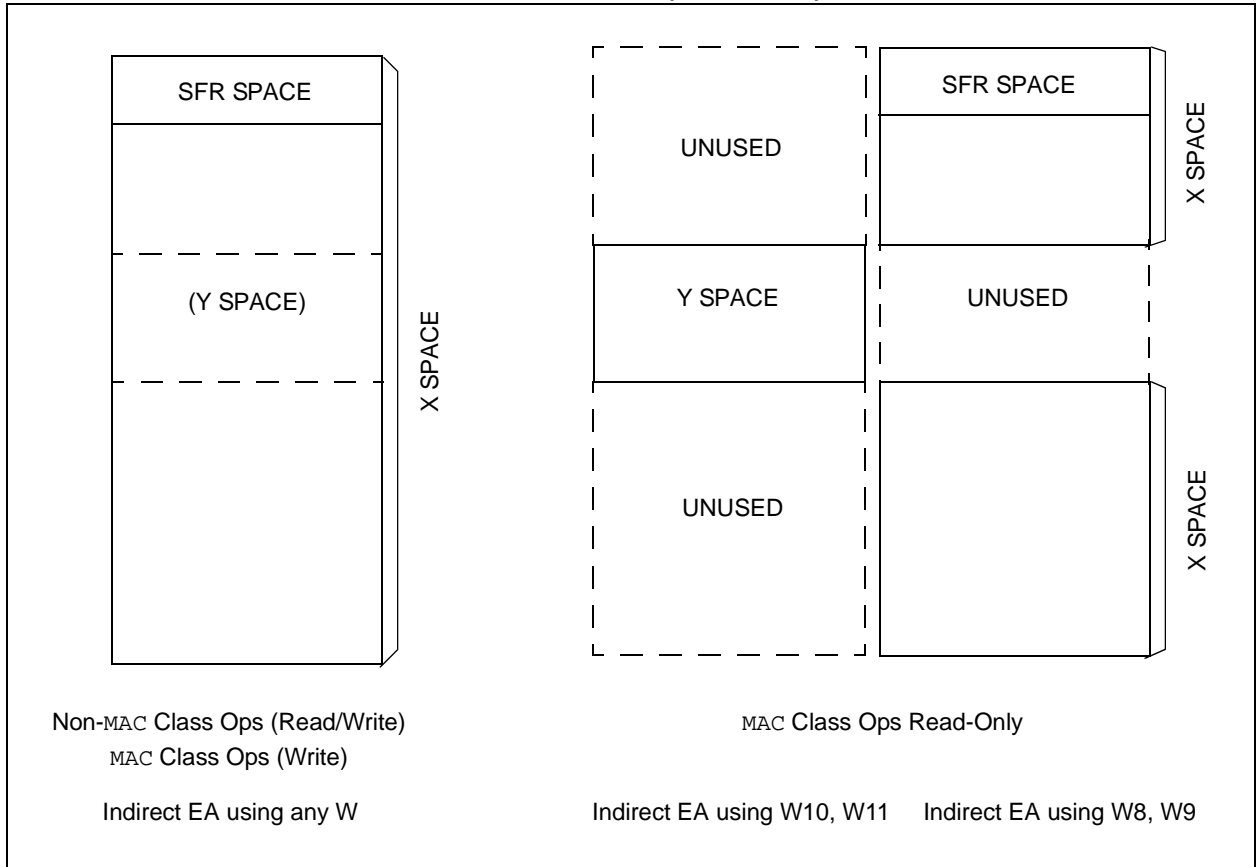 SFR SPACE
(Y SPACE)
X SPACE
UNUSED
Y SPACE
UNUSED
SFR SPACE
X SPACE
UNUSED
X SPACE
Non-MAC Class Ops (Read/Write)
MAC Class Ops (Write)
Indirect EA using any W
MAC Class Ops Read-Only
Indirect EA using W10, W11
Indirect EA using W8, W9